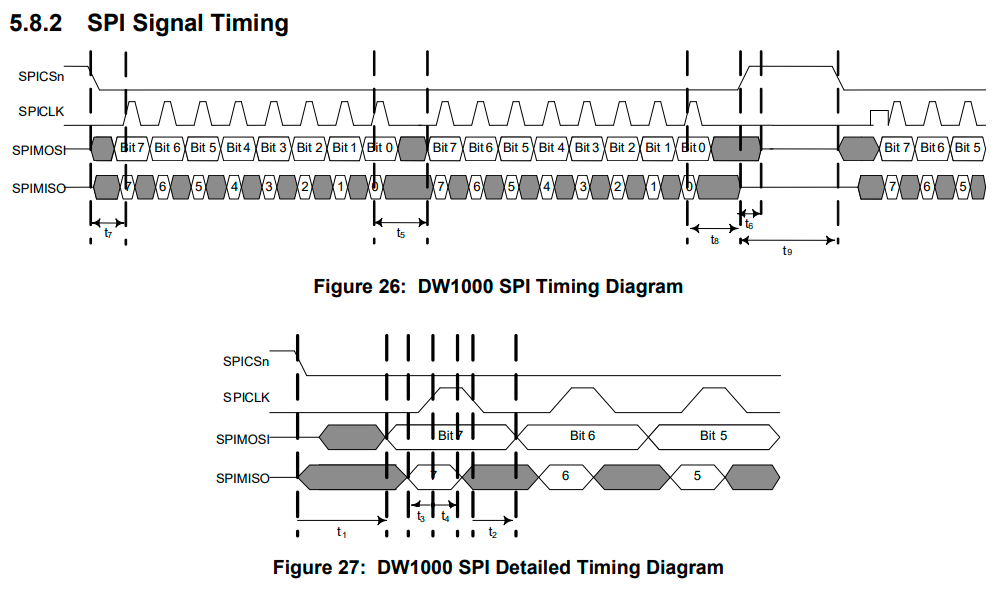 5.8.2 SPI Signal Timing
SPICSn
SPICLK
SPIMOSI Bit 7 Bit 6 Bit 5 Bit 4 Bit 3 Bit 2 Bit 1 Bit 0 Bit 7 Bit 6 Bit 5 Bit 4 Bit 3 Bit 2 Bit 1 Bit 0 Bit 7 Bit 6 Bit 5
SPIMISO 7 6 5 4 3 2 1 0 7 6 5 4 3 2 1 0 7 6 5
t7 t5 t8 t6 t9
Figure 26: DW1000 SPI Timing Diagram
SPICSn
SPICLK
SPIMOSI Bit 7 Bit 6 Bit 5
SPIMISO 7 6 5
t1 t3 t4 t2
Figure 27: DW1000 SPI Detailed Timing Diagram